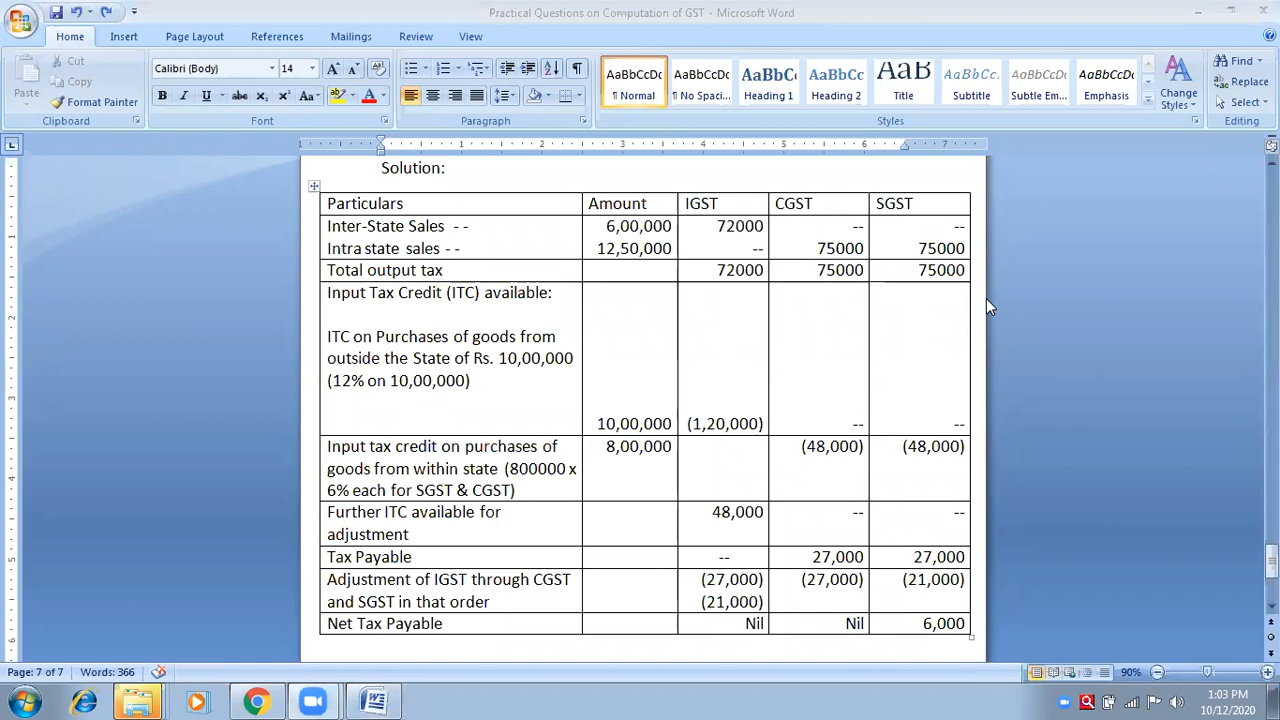 Practical Questions on Computation of GST - Microsoft Word
Home Insert Page Layout References Mailings Review View
Cut
Copy
Format Painter
Paste
Clipboard
Calibri (Body) 14
Font
Paragraph
AaBbCcDc AaBbCcDc AaBbCc AaBbCc AaB AaBbCc. AaBbCcDc AaBbCcDc
¶ Normal ¶ No Spaci... Heading 1 Heading 2 Title Subtitle Subtle Em... Emphasis
Change
Styles
Styles
Find
Replace
Select
Editing
1 1 2 3 4 5 6 7
Solution:
Particulars Amount IGST CGST SGST
Inter-State Sales - - 6,00,000 72000 -- --
Intra state sales - - 12,50,000 -- 75000 75000
Total output tax 72000 75000 75000
Input Tax Credit (ITC) available:
ITC on Purchases of goods from
outside the State of Rs. 10,00,000
(12% on 10,00,000)
10,00,000 (1,20,000) -- --
Input tax credit on purchases of 8,00,000 (48,000) (48,000)
goods from within state (800000 x
6% each for SGST & CGST)
Further ITC available for 48,000 -- --
adjustment
Tax Payable -- 27,000 27,000
Adjustment of IGST through CGST (27,000) (27,000) (21,000)
and SGST in that order (21,000)
Net Tax Payable Nil Nil 6,000
Page: 7 of 7 Words: 366 90%
1:03 PM
10/12/2020